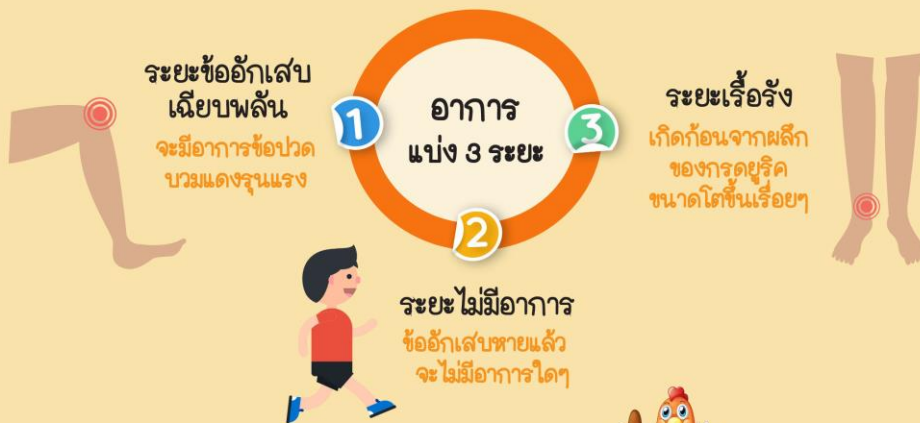 อาการ
แบ่ง 3 ระยะ
1
ระยะข้ออักเสบ
เฉียบพลัน
จะมีอาการข้อปวด
บวมแดงรุนแรง
2
ระยะไม่มีอาการ
ข้ออักเสบหายแล้ว
จะไม่มีอาการใดๆ
3
ระยะเรื้อรัง
เกิดก้อนจากผลึก
ของกรดยูริค
ขนาดโตขึ้นเรื่อยๆ